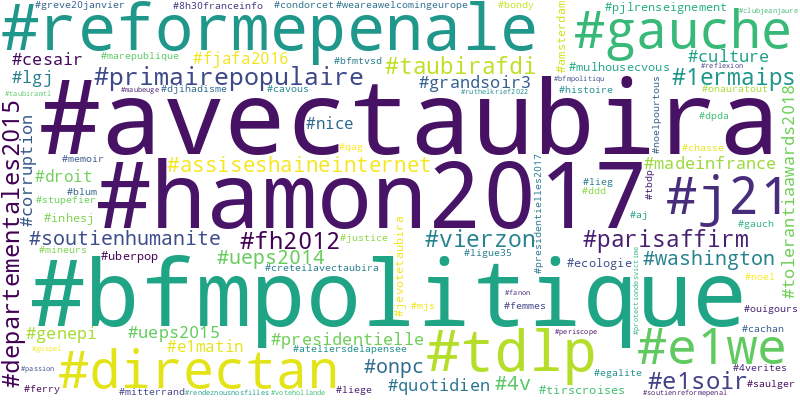 #greve20janvier #8h30franceinfo #condorcet #weareawelcomingeurope #bondy #pjlrenseignement #clubjeanjaure
#reformepenale #amsterdam #gauche
#cesair #marepublique #fjafa2016 #bfmtvsd #taubirafdi #culture
#lgj #primairepopulaire #grandsoir3 #mulhousecvous #reflexion #1ermaips
#taubiramtl #maubeuge #djihadisme #cavous #ruthelkrief2022 #bfmpolitiqu #histoire #onauratout
#avectaubira
#departementales2015 #corruption #nice #noelpourtous #dpda #tolerantiaawards2018
#memoir #qag #chasse
#droit #assiseshaineinternet #madeinfrance
#blum #hamon2017 #presidentielles2017 #lieg #tbdp #j21
#stupefier #ddd
#inhesj #aj #gauch
#soutienhumanite #fh2012 #justice #jevotetaubira #vierzon #parisaffirm
#mineurs #uberpop #ueps2014 #ligue35 #ecologie #protectiondesvictime #washington
#creteilavectaubira
#bfmpolitique #noel
#fanon
#mjs #femmes #ouigours
#genepi #ueps2015 #presidentielle #periscope #cachan
#gospel #e1matin #ateliersdelapensee #tdlp #e1we
#directan #onpc #egalite #4verites
#passion #quotidien #4v #e1soir #saulger
#ferry #mitterrand #rendeznousnosfilles #votehollande #liege #tirscroises #soutienreformepenal